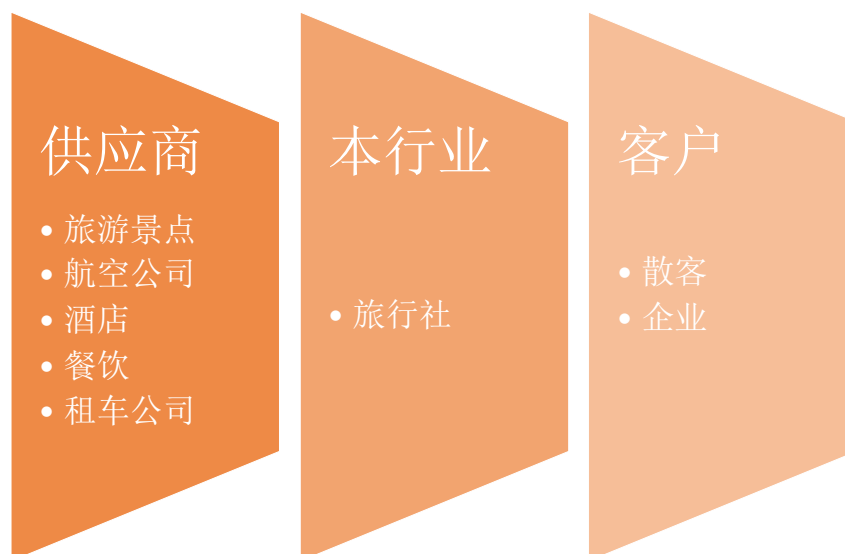 供应商
• 旅游景点
• 航空公司
• 酒店
• 餐饮
• 租车公司
本行业
• 旅行社
客户
• 散客
• 企业